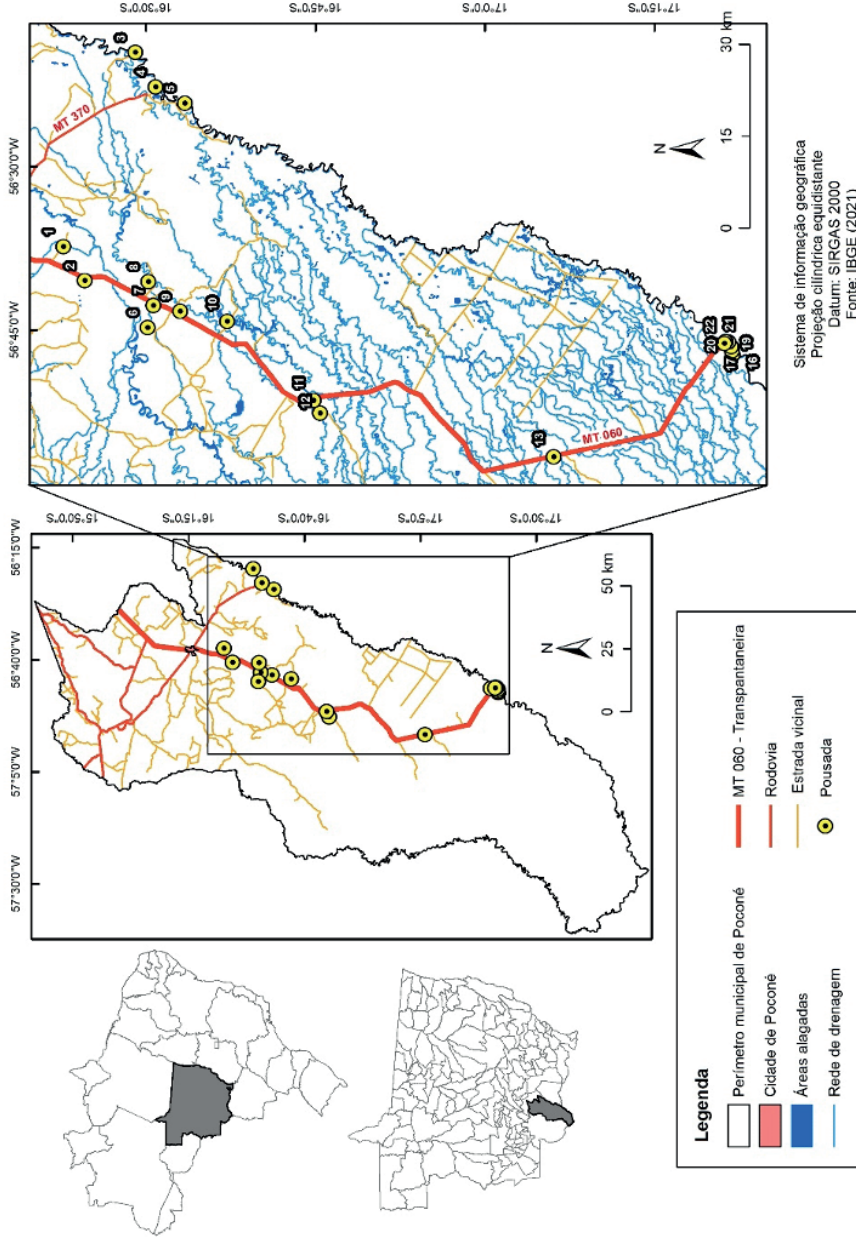 57°30'0"W
57°5'0"W
56°40'0"W
56°15'0"W
15°50'0"S
16°15'0"S
16°40'0"S
17°5'0"S
17°30'0"S
N
0 25 50 km
56°45'0"W
56°30'0"W
16°30'0"S
16°45'0"S
17°0'0"S
17°15'0"S
MT 370
1
2
3
4
5
6
7
8
9
10
11
12
13
MT 060
20
22
21
17
19
16
N
0 15 30 km
Legenda
Perímetro municipal de Poconé
Cidade de Poconé
Áreas alagadas
Rede de drenagem
MT 060 - Transpantaneira
Rodovia
Estrada vicinal
Pousada
Sistema de informação geográfica
Projeção cilíndrica equidistante
Datum: SIRGAS 2000
Fonte: IBGE (2021)